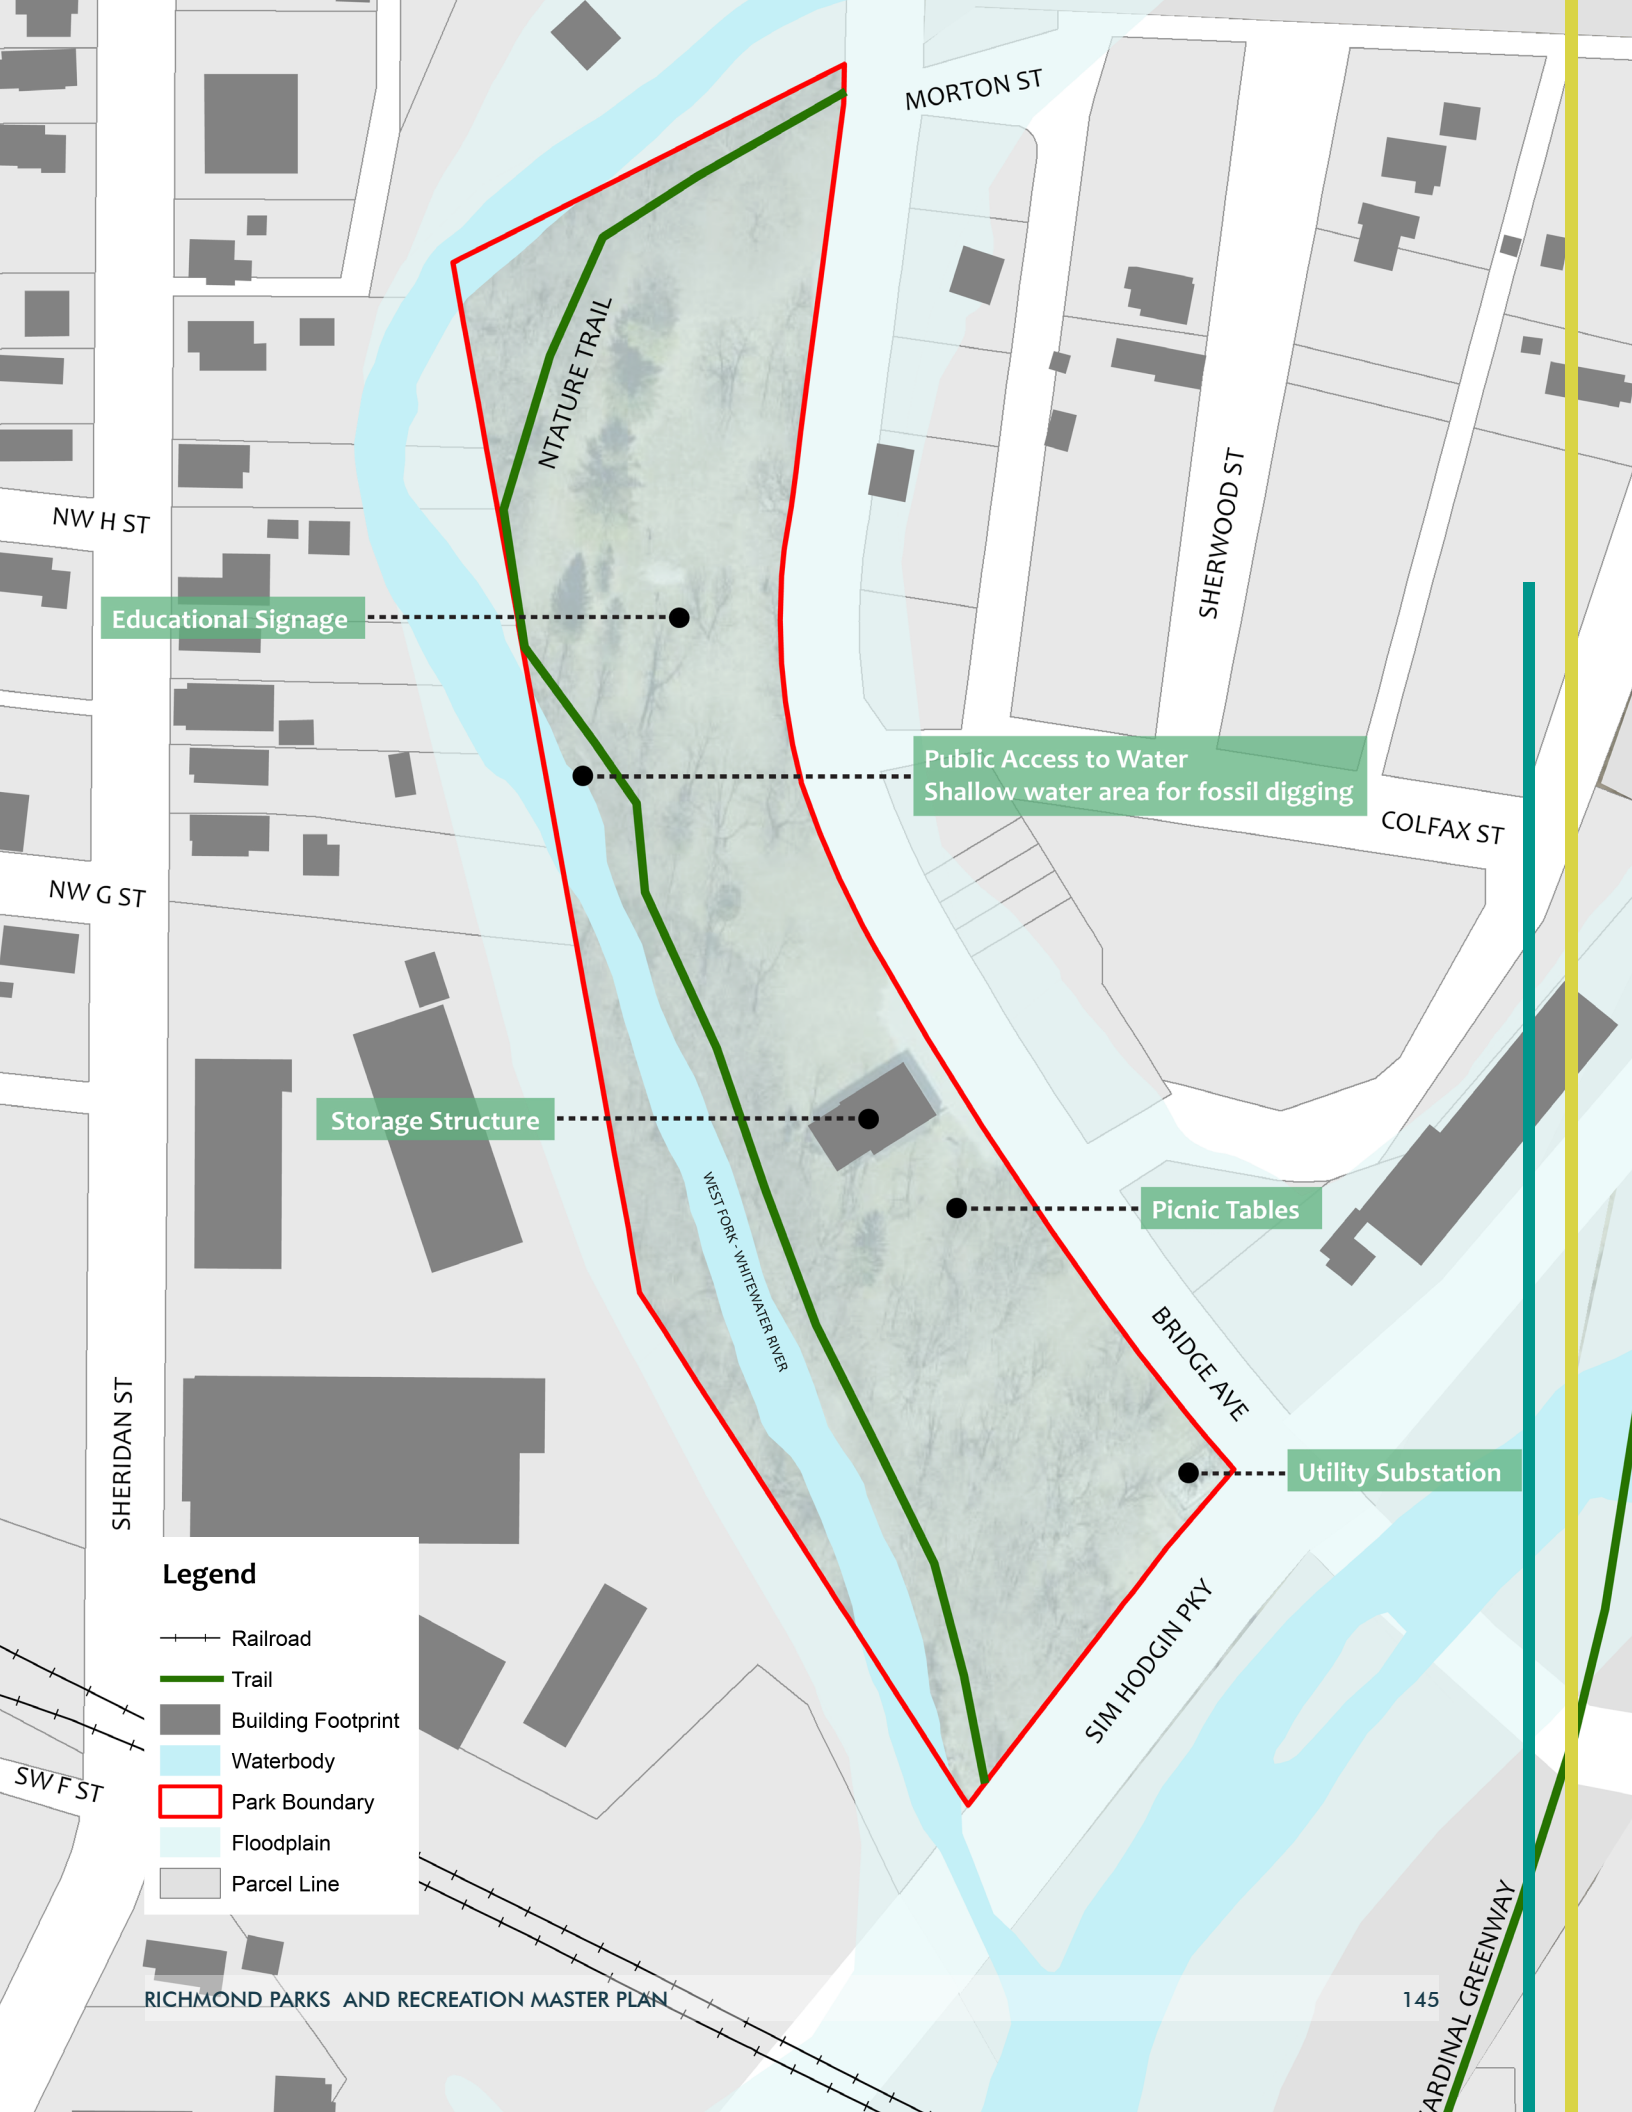 MORTON ST
NTATURE TRAIL
SHERWOOD ST
NW H ST
Educational Signage
Public Access to Water
Shallow water area for fossil digging
COLFAX ST
NW G ST
Storage Structure
WEST FORK - WHITEWATER RIVER
Picnic Tables
BRIDGE AVE
SHERIDAN ST
Utility Substation
SIM HODGIN PKY
Legend
Railroad
Trail
Building Footprint
Waterbody
Park Boundary
Floodplain
Parcel Line
SW F ST
ARDINAL GREENWAY
RICHMOND PARKS AND RECREATION MASTER PLAN
145